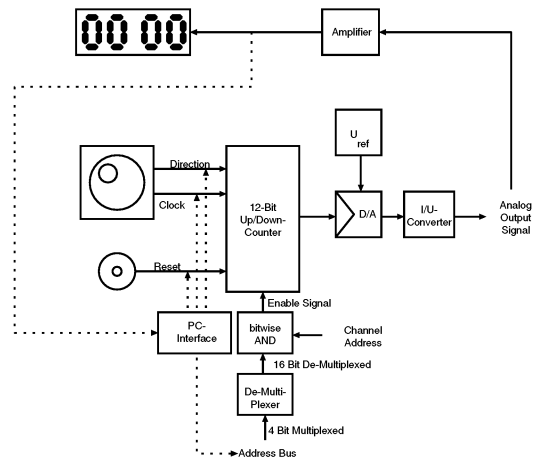 00 00
Amplifier
U
ref
Direction
Clock
12-Bit
Up/Down-
Counter
D/A
I/U-
Converter
Analog
Output
Signal
Reset
Enable Signal
PC-
Interface
bitwise
AND
Channel
Address
16 Bit De-Multiplexed
De-Multi-
Plexer
4 Bit Multiplexed
Address Bus